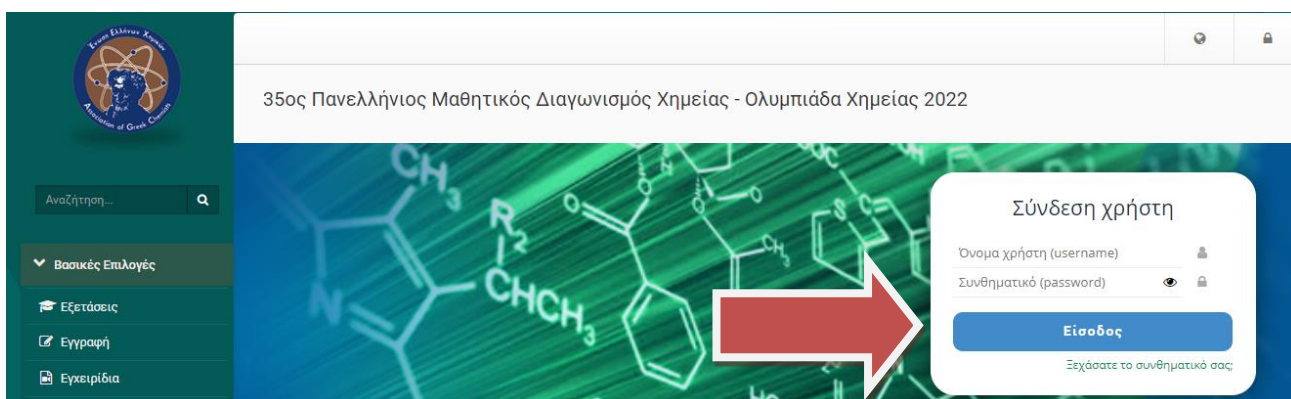 Ένωση Ελλήνων Χημικών
Association of Greek Chemists
35ος Πανελλήνιος Μαθητικός Διαγωνισμός Χημείας - Ολυμπιάδα Χημείας 2022
Αναζήτηση...
Βασικές Επιλογές
Εξετάσεις
Εγγραφή
Εγχειρίδια
CH3
R2
CHCH3
N
O
CH3
S
Σύνδεση χρήστη
Όνομα χρήστη (username)
Συνθηματικό (password)
Είσοδος
Ξεχάσατε το συνθηματικό σας;